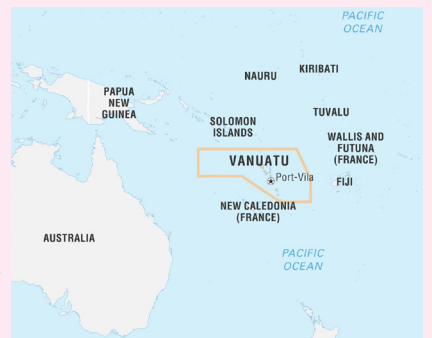 PACIFIC
OCEAN
KIRIBATI
NAURU
PAPUA
NEW
GUINEA
TUVALU
SOLOMON
ISLANDS
WALLIS AND
FUTUNA
(FRANCE)
VANUATU
Port-Vila
FIJI
NEW CALEDONIA
(FRANCE)
AUSTRALIA
PACIFIC
OCEAN